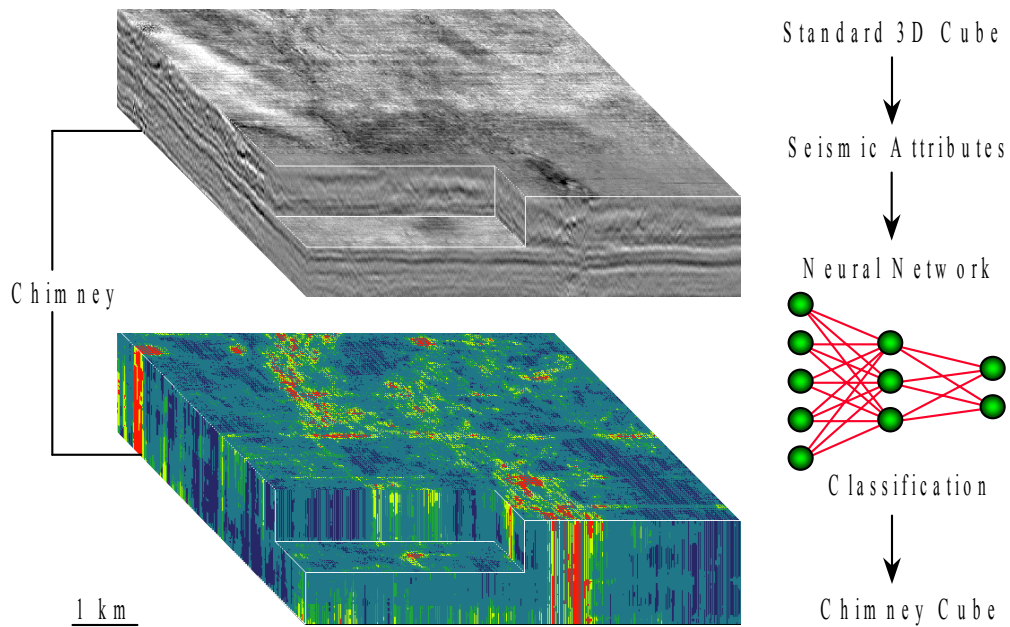 Standard 3D Cube
Seismic Attributes
Neural Network
Chimney
Classification
1 km
Chimney Cube